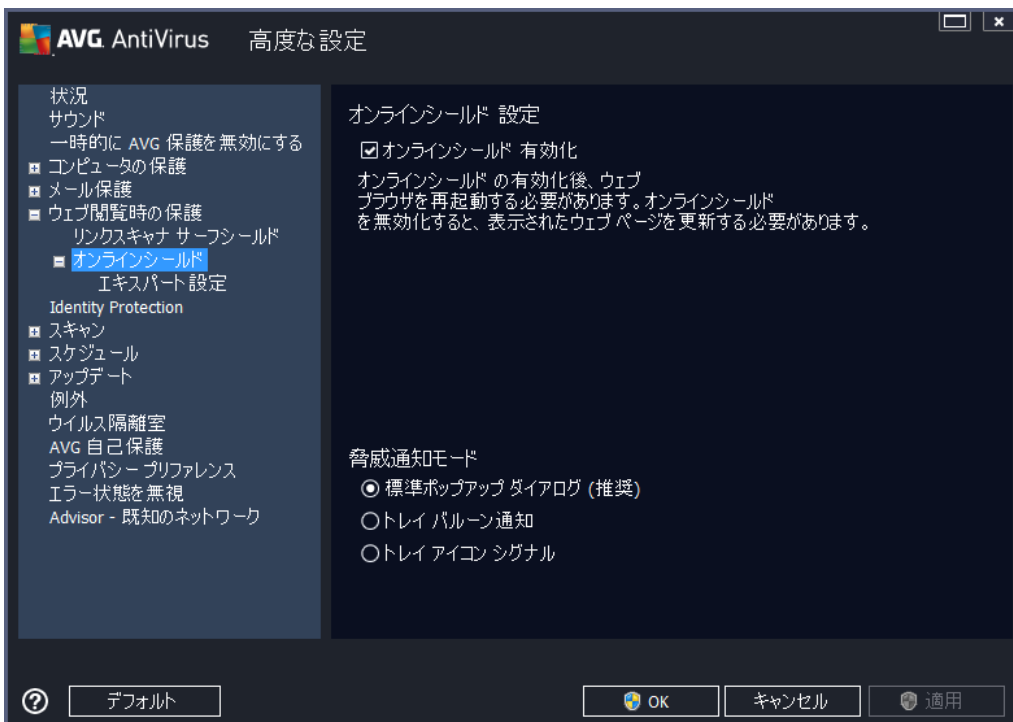 AVG AntiVirus 高度な設定
状況
サウンド
一時的に AVG 保護を無効にする
コンピュータの保護
メール保護
ウェブ閲覧時の保護
リンクスキャナ サーフシールド
オンラインシールド
エキスパート設定
Identity Protection
スキャン
スケジュール
アップデート
例外
ウイルス隔離室
AVG 自己保護
プライバシー プリファレンス
エラー状態を無視
Advisor - 既知のネットワーク
オンラインシールド 設定
オンラインシールド 有効化
オンラインシールド の有効化後、ウェブ
ブラウザを再起動する必要があります。オンラインシールド
を無効化すると、表示されたウェブ ページを更新する必要があります。
脅威通知モード
標準ポップアップ ダイアログ (推奨)
トレイ バルーン通知
トレイ アイコン シグナル
? デフォルト OK キャンセル 適用